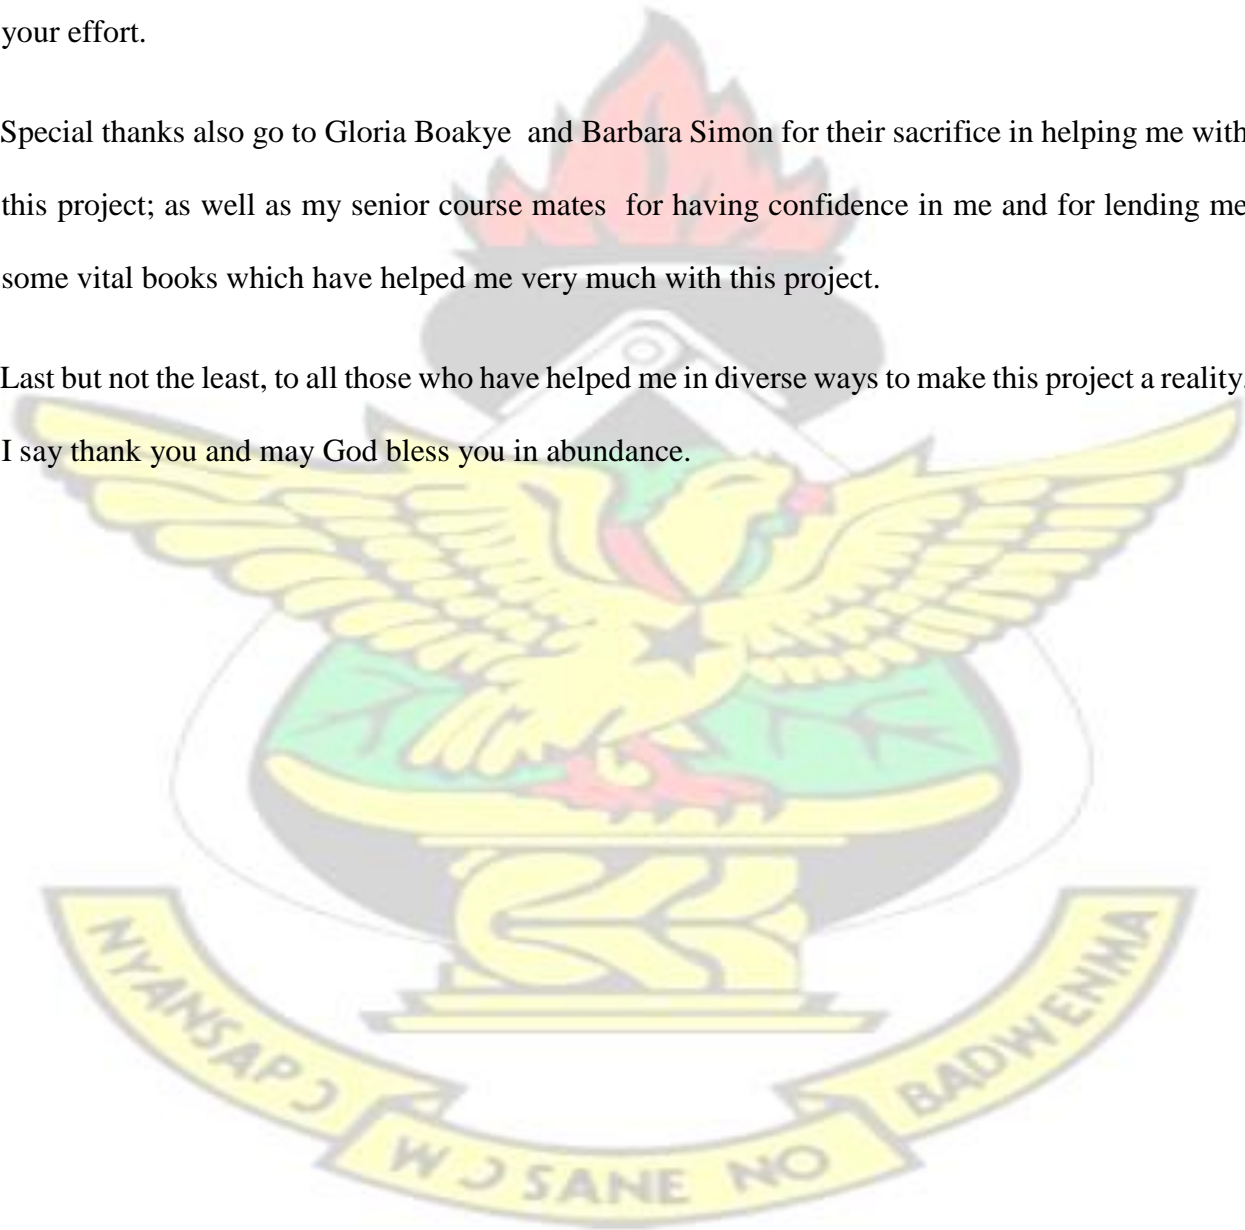 your effort.
Special thanks also go to Gloria Boakye  and Barbara Simon for their sacrifice in helping me with
this project; as well as my senior course mates  for having confidence in me and for lending me
some vital books which have helped me very much with this project.
Last but not the least, to all those who have helped me in diverse ways to make this project a reality,
I say thank you and may God bless you in abundance.
NYANSAPƆ
WƆSANE NO
BADWENMA